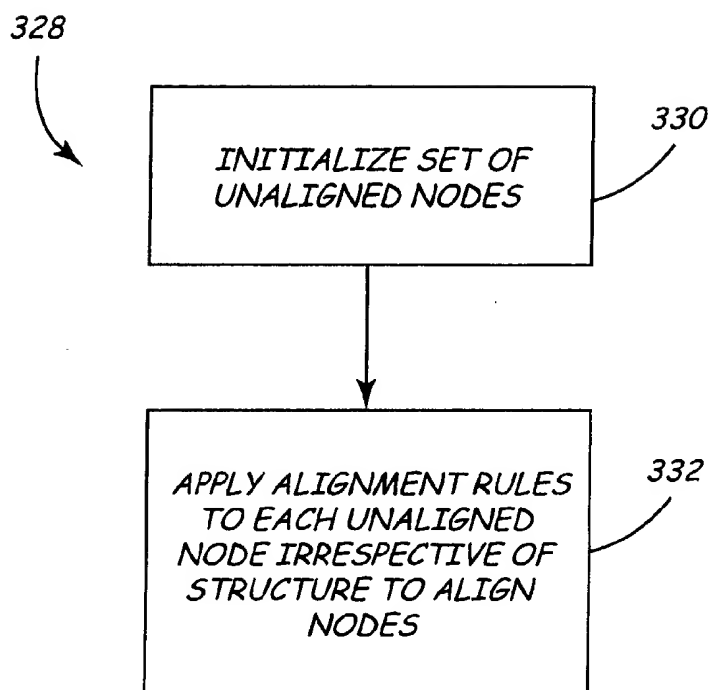 328
INITIALIZE SET OF
UNALIGNED NODES
330
APPLY ALIGNMENT RULES
TO EACH UNALIGNED
NODE IRRESPECTIVE OF
STRUCTURE TO ALIGN
NODES
332